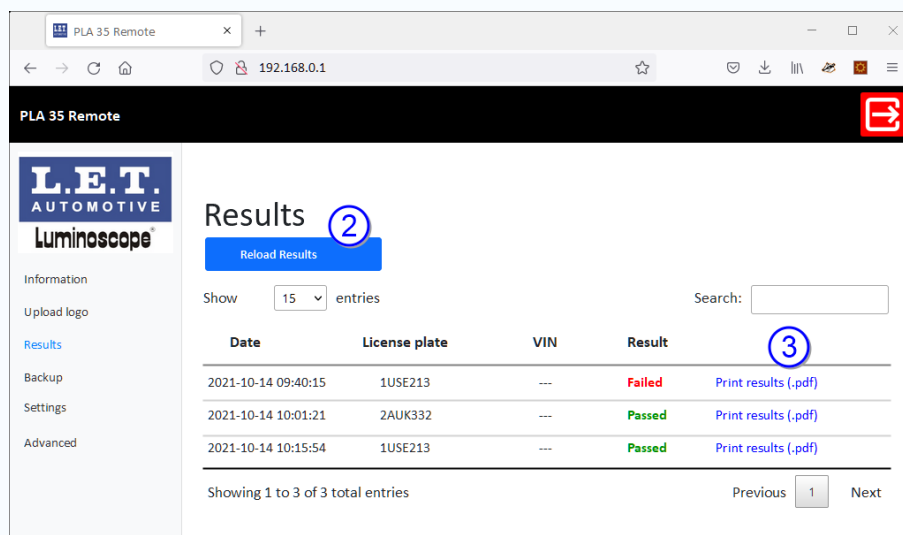 PLA 35 Remote
192.168.0.1
PLA 35 Remote
L.E.T.
AUTOMOTIVE
Luminoscope®
Information
Upload logo
Results
Backup
Settings
Advanced
Results
2
Reload Results
Show 15 entries
Search:
3
Date License plate VIN Result
2021-10-14 09:40:15 1USE213 --- Failed Print results (.pdf)
2021-10-14 10:01:21 2AUK332 --- Passed Print results (.pdf)
2021-10-14 10:15:54 1USE213 --- Passed Print results (.pdf)
Showing 1 to 3 of 3 total entries
Previous 1 Next